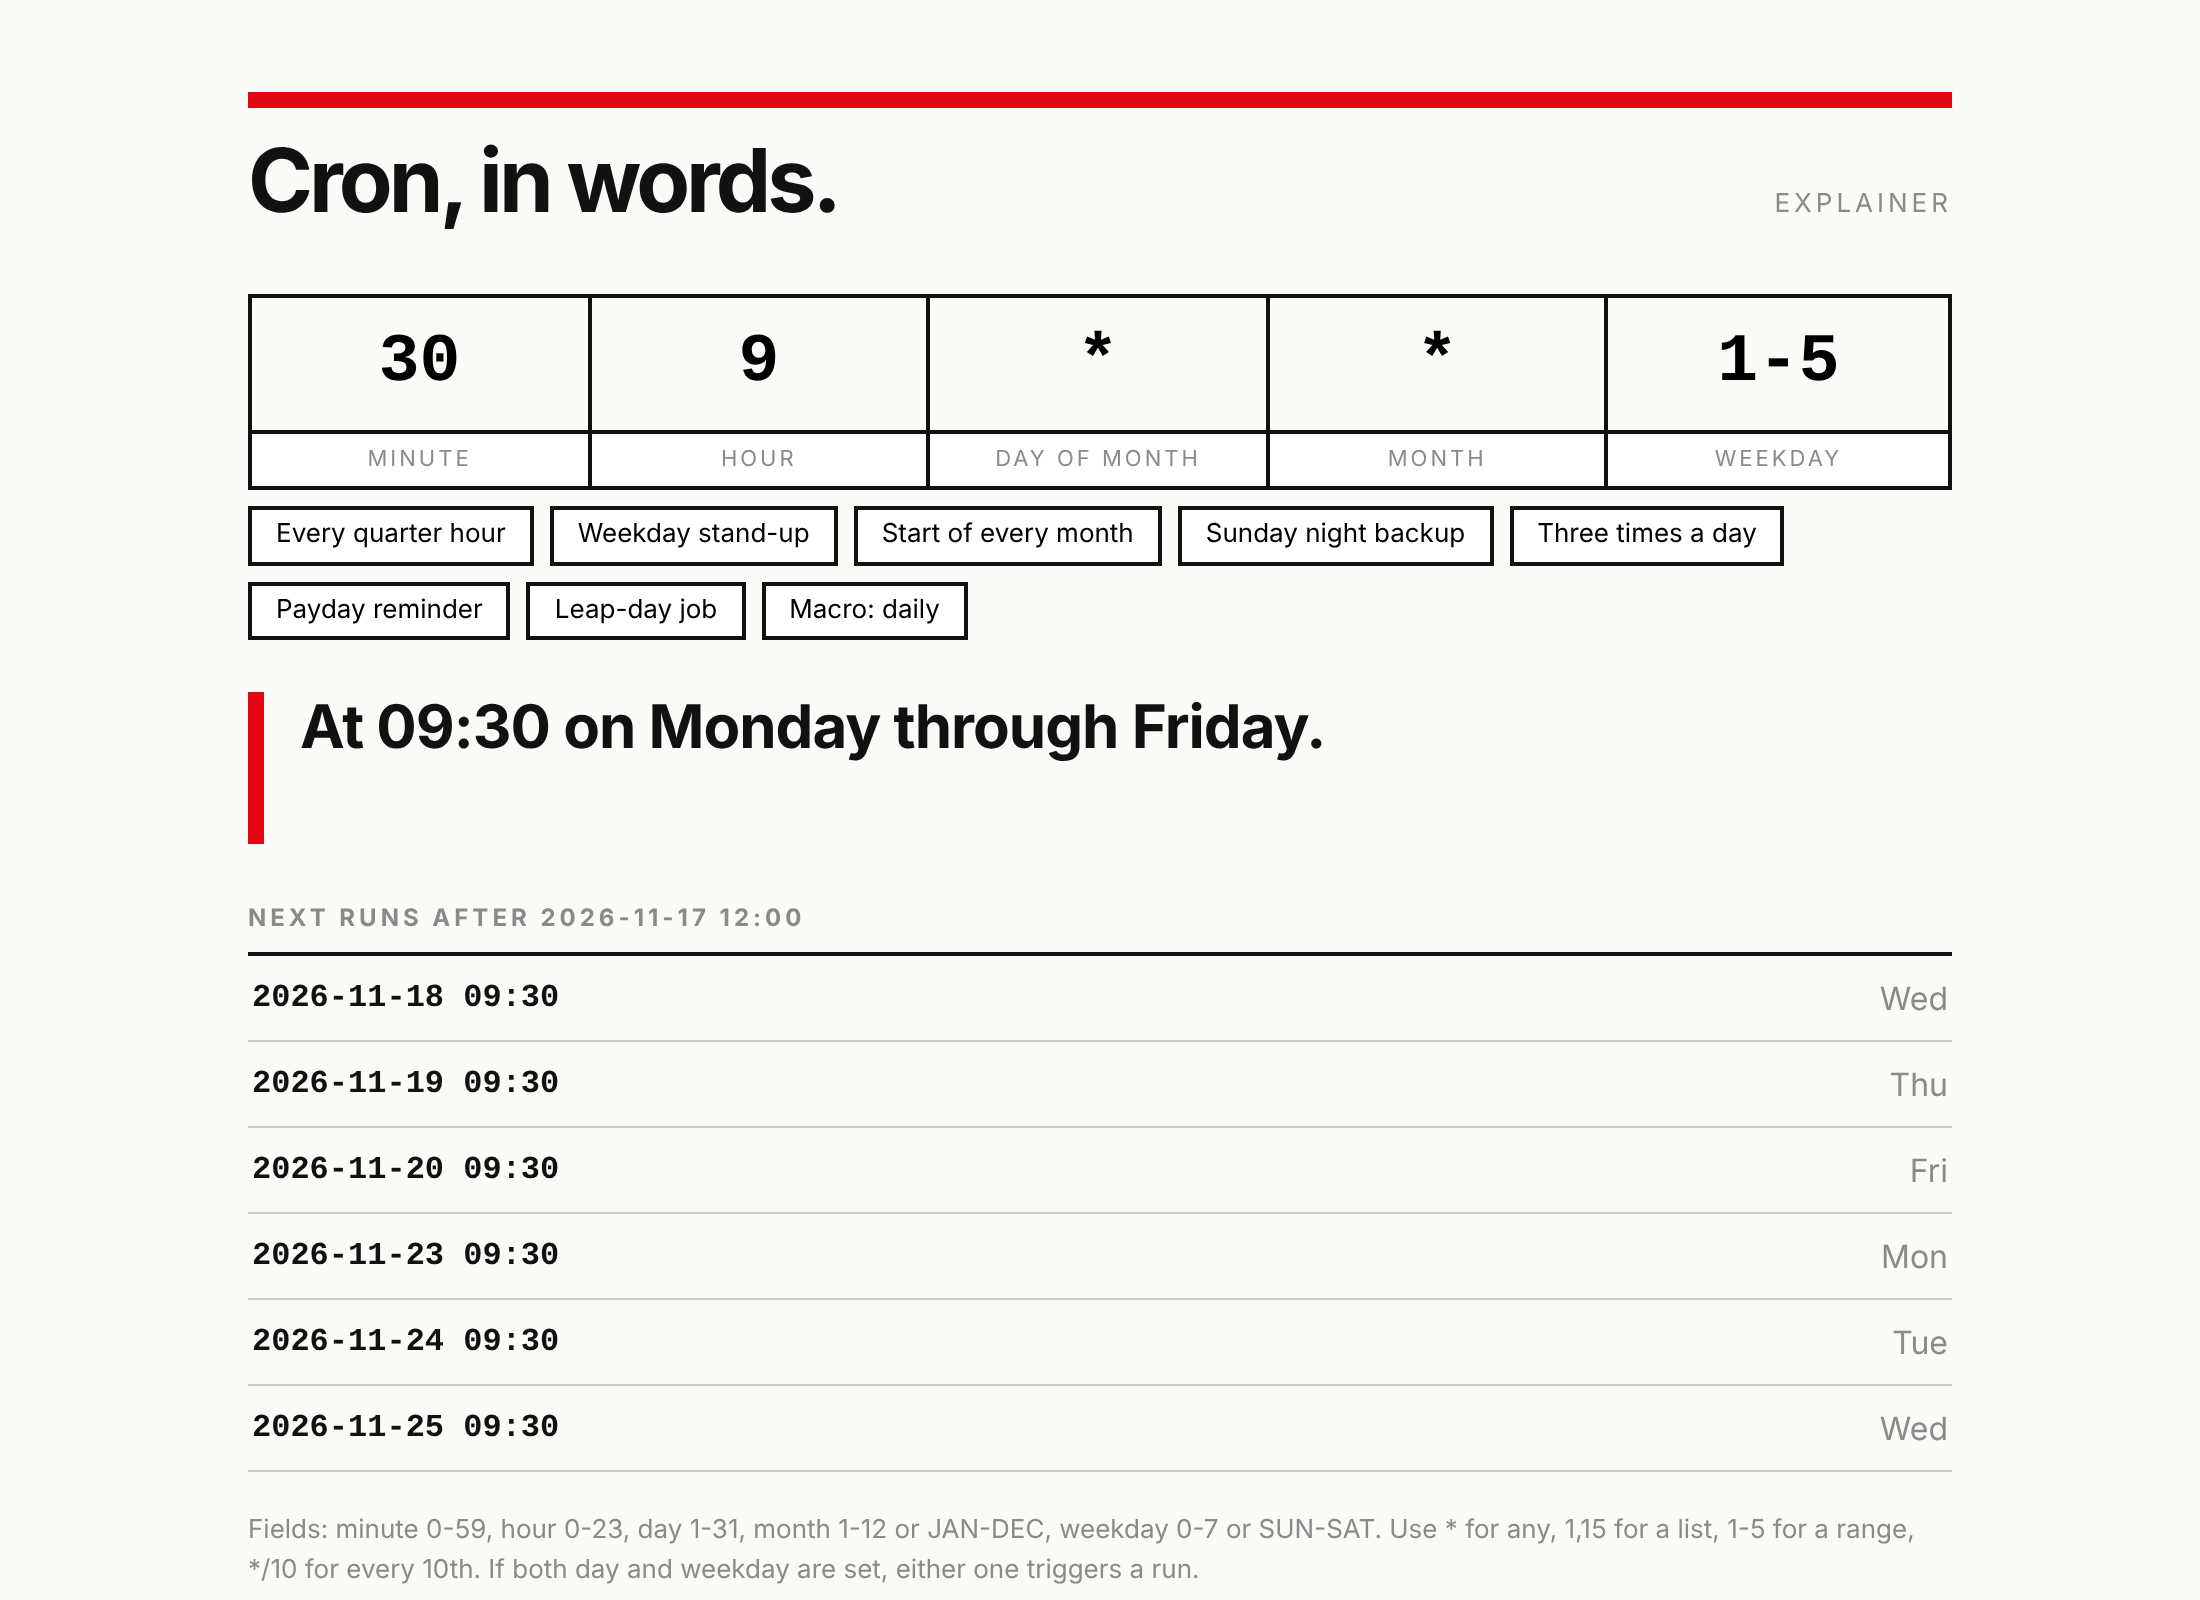 Cron, in words.
EXPLAINER
30 9 * * 1-5
MINUTE HOUR DAY OF MONTH MONTH WEEKDAY
Every quarter hour Weekday stand-up Start of every month Sunday night backup Three times a day
Payday reminder Leap-day job Macro: daily
At 09:30 on Monday through Friday.
NEXT RUNS AFTER 2026-11-17 12:00
2026-11-18 09:30 Wed
2026-11-19 09:30 Thu
2026-11-20 09:30 Fri
2026-11-23 09:30 Mon
2026-11-24 09:30 Tue
2026-11-25 09:30 Wed
Fields: minute 0-59, hour 0-23, day 1-31, month 1-12 or JAN-DEC, weekday 0-7 or SUN-SAT. Use * for any, 1,15 for a list, 1-5 for a range,
*/10 for every 10th. If both day and weekday are set, either one triggers a run.